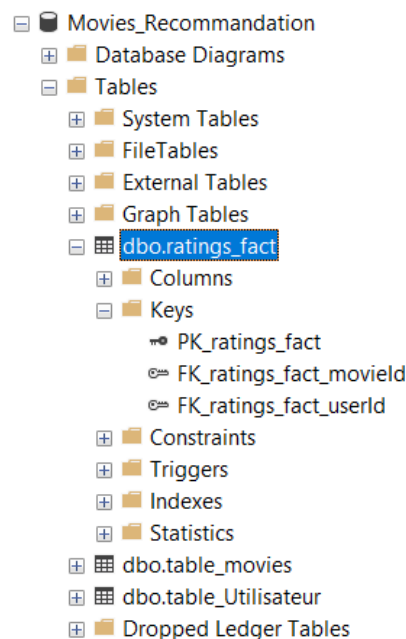 Movies_Recommandation
Database Diagrams
Tables
System Tables
FileTables
External Tables
Graph Tables
dbo.ratings_fact
Columns
Keys
PK_ratings_fact
FK_ratings_fact_movieId
FK_ratings_fact_userId
Constraints
Triggers
Indexes
Statistics
dbo.table_movies
dbo.table_Utilisateur
Dropped Ledger Tables